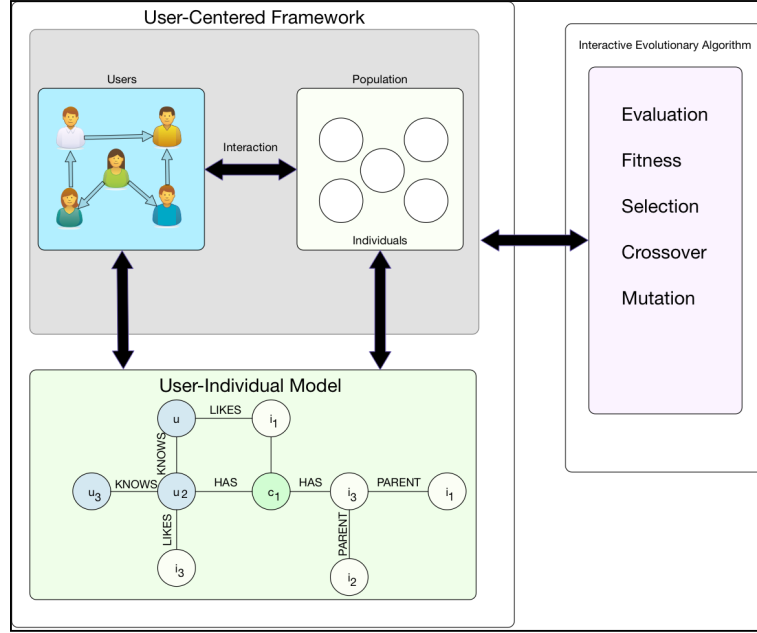 User-Centered Framework
Interactive Evolutionary Algorithm
Users
Population
Interaction
Individuals
Evaluation
Fitness
Selection
Crossover
Mutation
User-Individual Model
u
LIKES
i1
KNOWS
u3
KNOWS
u2
HAS
c1
HAS
i3
PARENT
i1
LIKES
PARENT
i3
i2